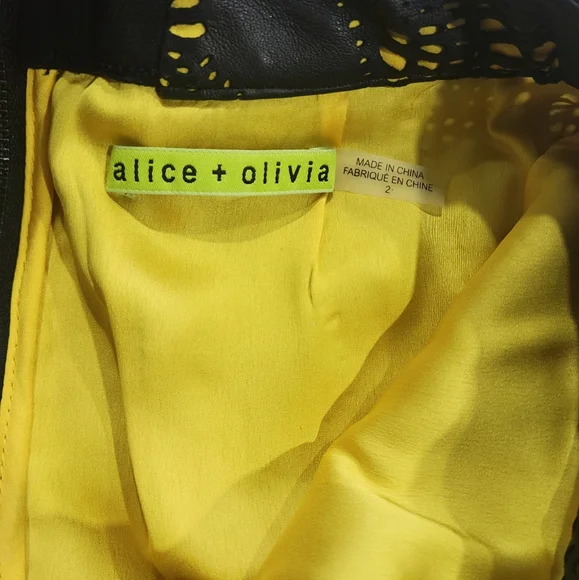 alice + olivia
MADE IN CHINA
FABRIQUÉ EN CHINE
2